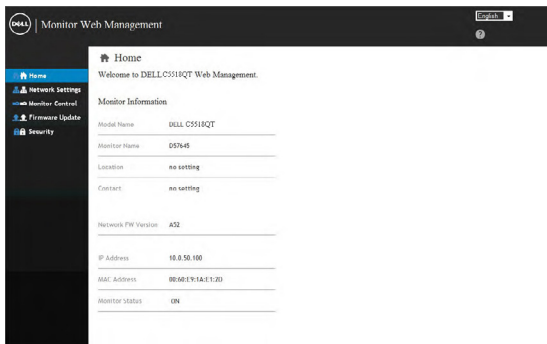 DELL | Monitor Web Management
English
?
Home
Welcome to DELL C5518QT Web Management.
Home
Network Settings
Monitor Control
Firmware Update
Security
Monitor Information
Model Name DELL C5518QT
Monitor Name D57645
Location no setting
Contact no setting
Network FW Version A52
IP Address 10.0.50.100
MAC Address
Monitor Status ON